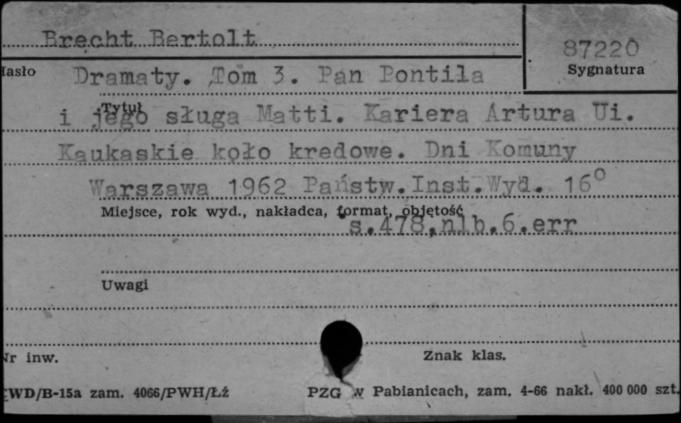 Brecht Bertolt
87220
Sygnatura
Hasło
Dramaty. Tom 3. Pan Pontila
Tytuł
i jego sługa Matti. Kariera Artura Ui.
Kaukaskie koło kredowe. Dni Komuny
Warszawa 1962 Państw.Inst.Wyd. 16°
Miejsce, rok wyd., nakładca, format, objętość
s.478,nlb.6.err
Uwagi
Nr inw.
Znak klas.
WD/B-15a zam. 4066/PWH/Łź
PZG w Pabianicach, zam. 4-66 nakł. 400 000 szt.